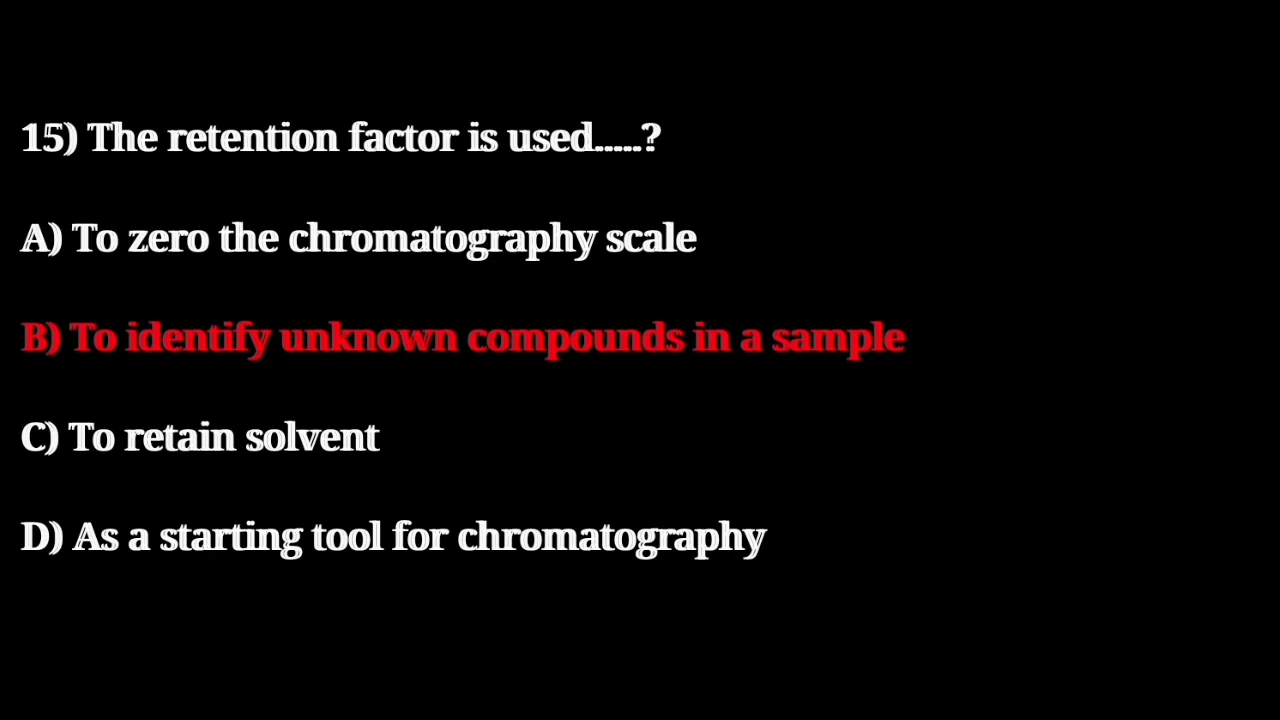 15) The retention factor is used.....?
A) To zero the chromatography scale
B) To identify unknown compounds in a sample
C) To retain solvent
D) As a starting tool for chromatography